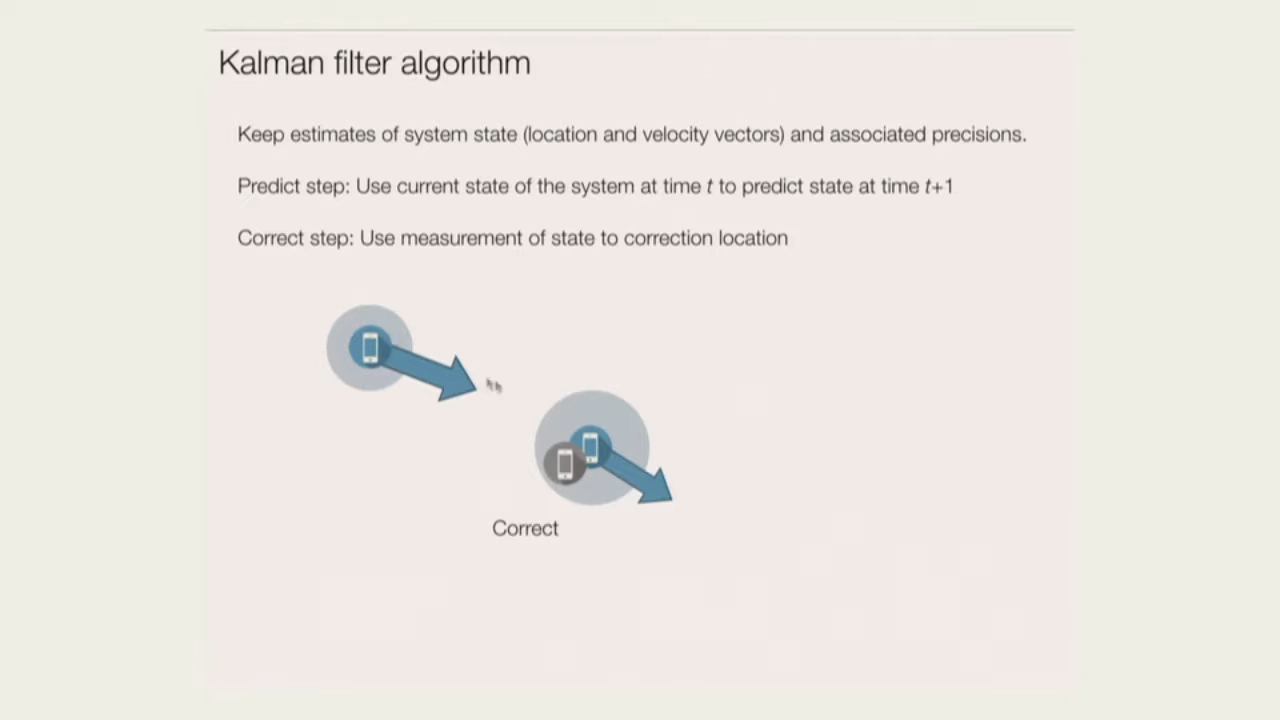 Kalman filter algorithm
Keep estimates of system state (location and velocity vectors) and associated precisions.
Predict step: Use current state of the system at time t to predict state at time t+1
Correct step: Use measurement of state to correction location
Correct